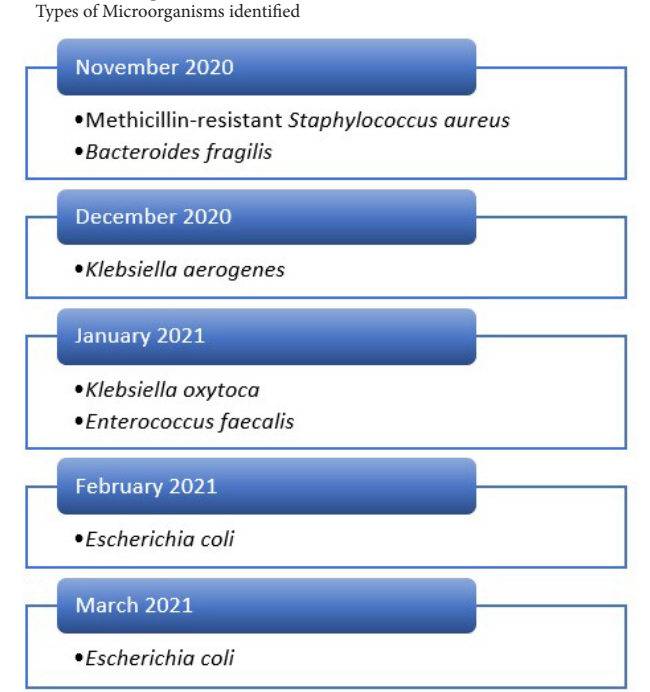 Types of Microorganisms identified
November 2020
•Methicillin-resistant Staphylococcus aureus
•Bacteroides fragilis
December 2020
•Klebsiella aerogenes
January 2021
•Klebsiella oxytoca
•Enterococcus faecalis
February 2021
•Escherichia coli
March 2021
•Escherichia coli